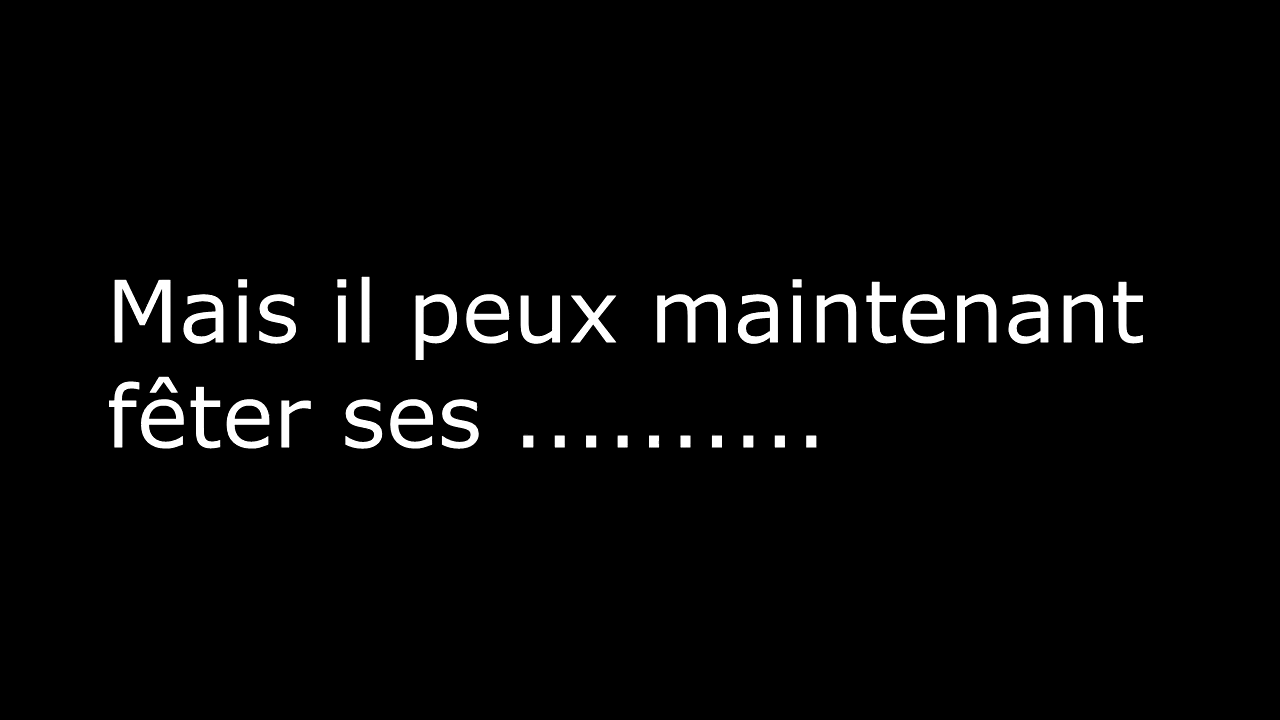 Mais il peux maintenant
fêter ses ..........